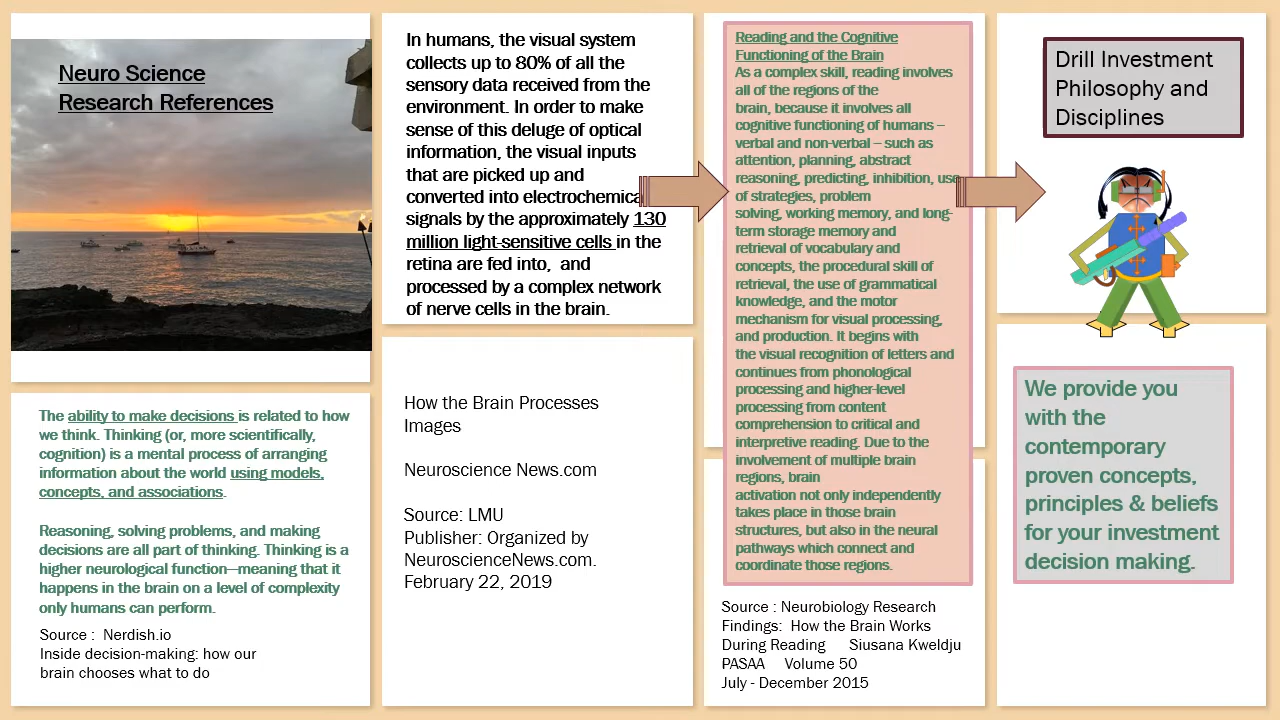 Neuro Science
Research References
The ability to make decisions is related to how
we think. Thinking (or, more scientifically,
cognition) is a mental process of arranging
information about the world using models,
concepts, and associations.
Reasoning, solving problems, and making
decisions are all part of thinking. Thinking is a
higher neurological function—meaning that it
happens in the brain on a level of complexity
only humans can perform.
Source : Nerdish.io
Inside decision-making: how our
brain chooses what to do
In humans, the visual system
collects up to 80% of all the
sensory data received from the
environment. In order to make
sense of this deluge of optical
information, the visual inputs
that are picked up and
converted into electrochemica
signals by the approximately 130
million light-sensitive cells in the
retina are fed into, and
processed by a complex network
of nerve cells in the brain.
How the Brain Processes
Images
Neuroscience News.com
Source: LMU
Publisher: Organized by
NeuroscienceNews.com.
February 22, 2019
Reading and the Cognitive
Functioning of the Brain
As a complex skill, reading involves
all of the regions of the
brain, because it involves all
cognitive functioning of humans –
verbal and non-verbal – such as
attention, planning, abstract
reasoning, predicting, inhibition, use
of strategies, problem
solving, working memory, and long-
term storage memory and
retrieval of vocabulary and
concepts, the procedural skill of
retrieval, the use of grammatical
knowledge, and the motor
mechanism for visual processing,
and production. It begins with
the visual recognition of letters and
continues from phonological
processing and higher-level
processing from content
comprehension to critical and
interpretive reading. Due to the
involvement of multiple brain
regions, brain
activation not only independently
takes place in those brain
structures, but also in the neural
pathways which connect and
coordinate those regions.
Source : Neurobiology Research
Findings: How the Brain Works
During Reading Siusana Kweldju
PASAA Volume 50
July - December 2015
Drill Investment
Philosophy and
Disciplines
We provide you
with the
contemporary
proven concepts,
principles & beliefs
for your investment
decision making.